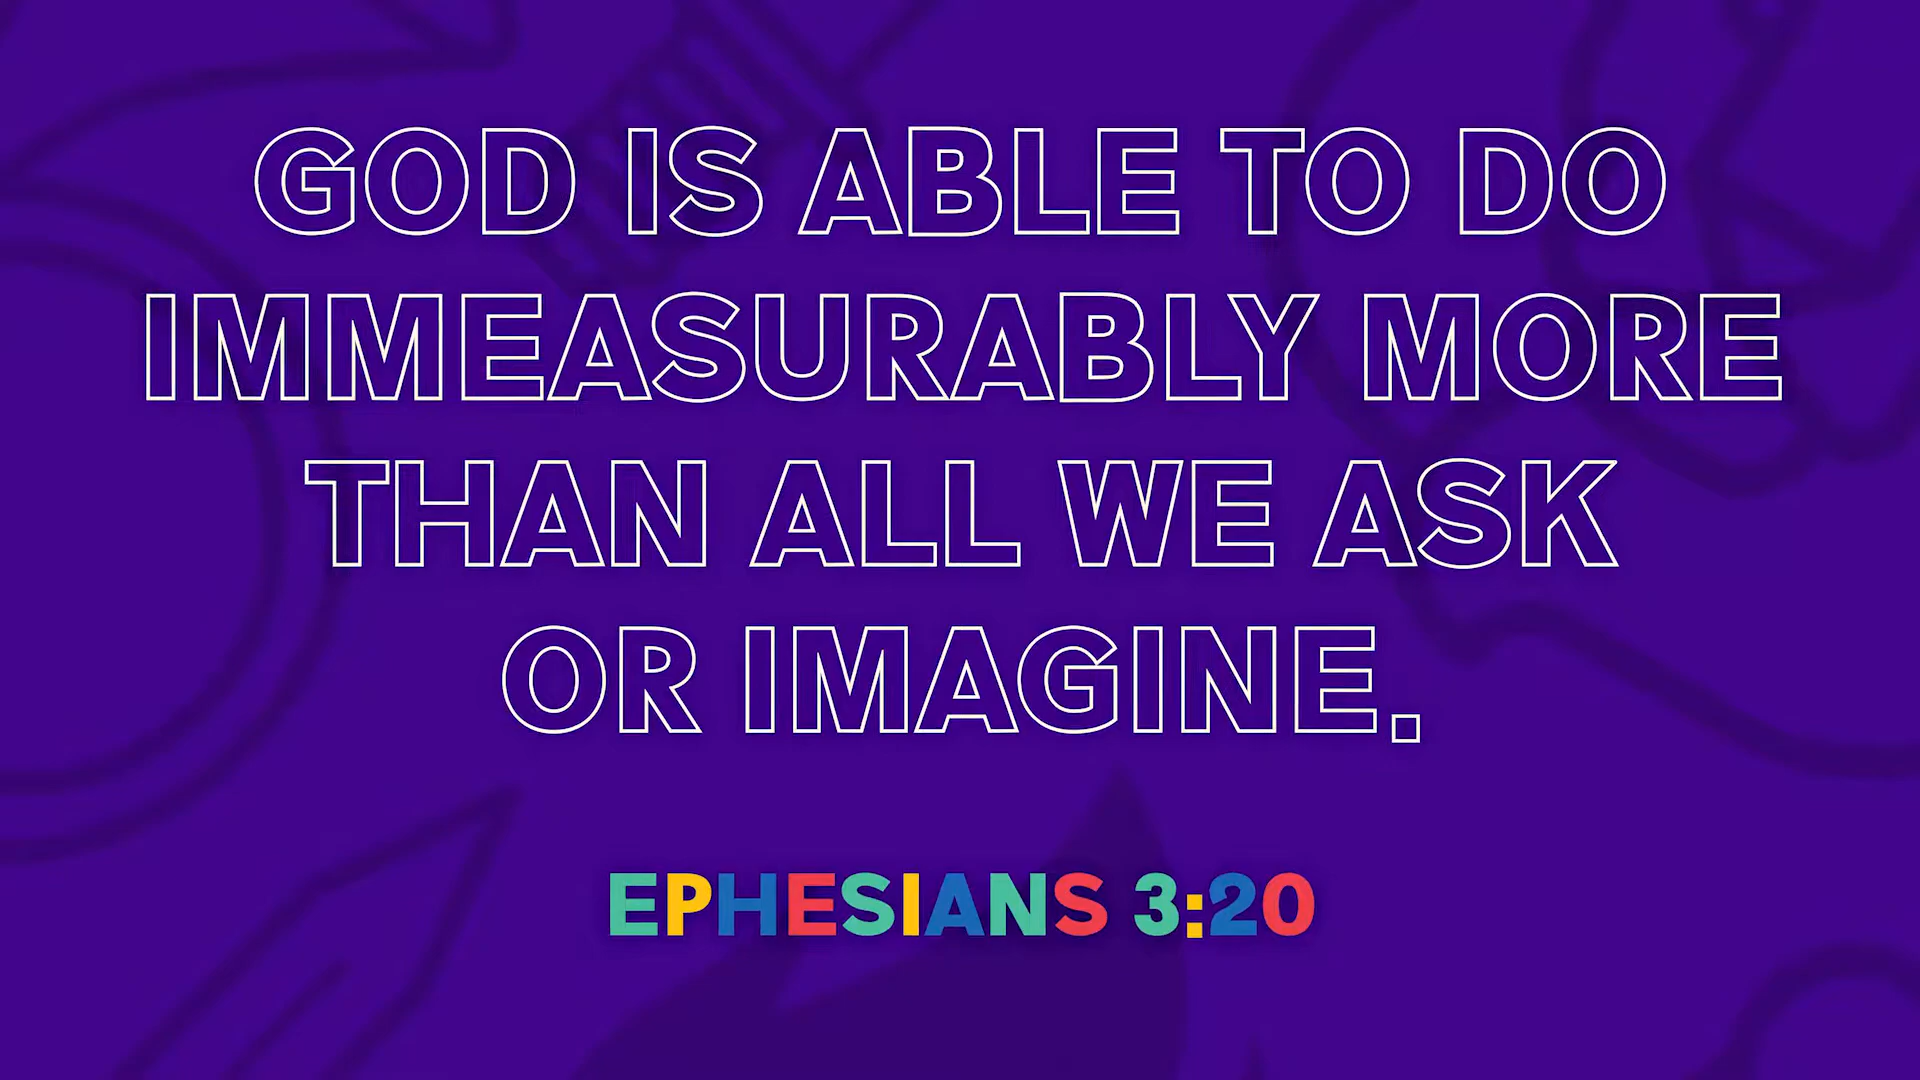 GOD IS ABLE TO DO
IMMEASURABLY MORE
THAN ALL WE ASK
OR IMAGINE.
EPHESIANS 3:20